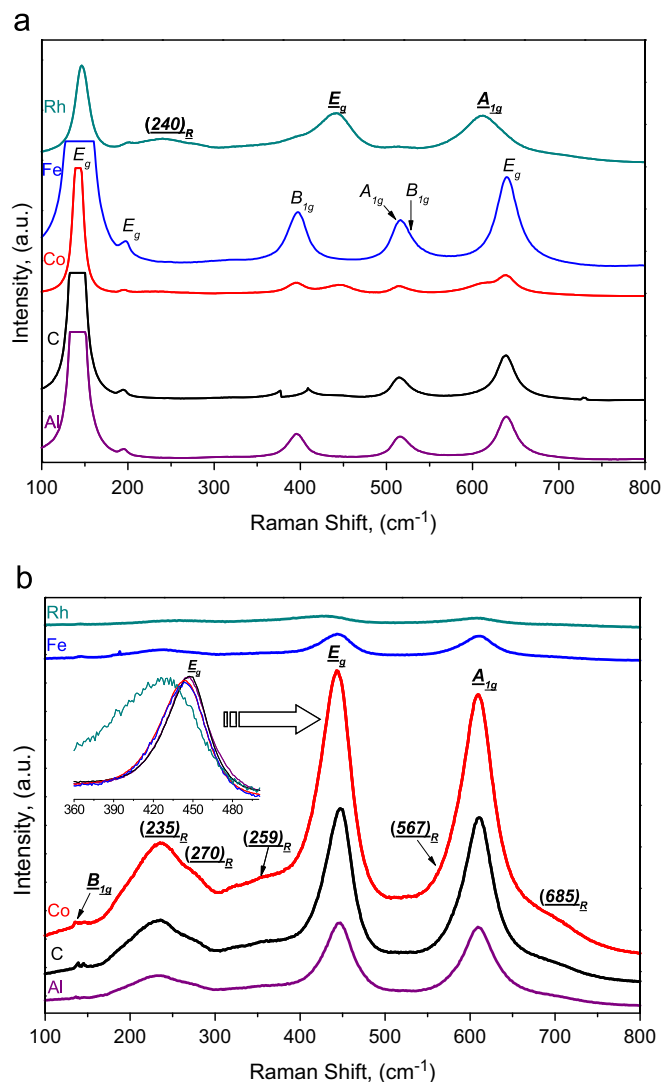 a
Rh
(240)R
Eg
A1g
Fe
Eg
Eg
B1g
A1g
B1g
Eg
Co
C
Al
Intensity, (a.u.)
100 200 300 400 500 600 700 800
Raman Shift, (cm-1)
b
Rh
Fe
Eg
A1g
Eg
360 390 420 450 480
(235)R
(270)R
(259)R
(567)R
(685)R
B1g
Co
C
Al
Intensity, (a.u.)
100 200 300 400 500 600 700 800
Raman Shift, (cm-1)